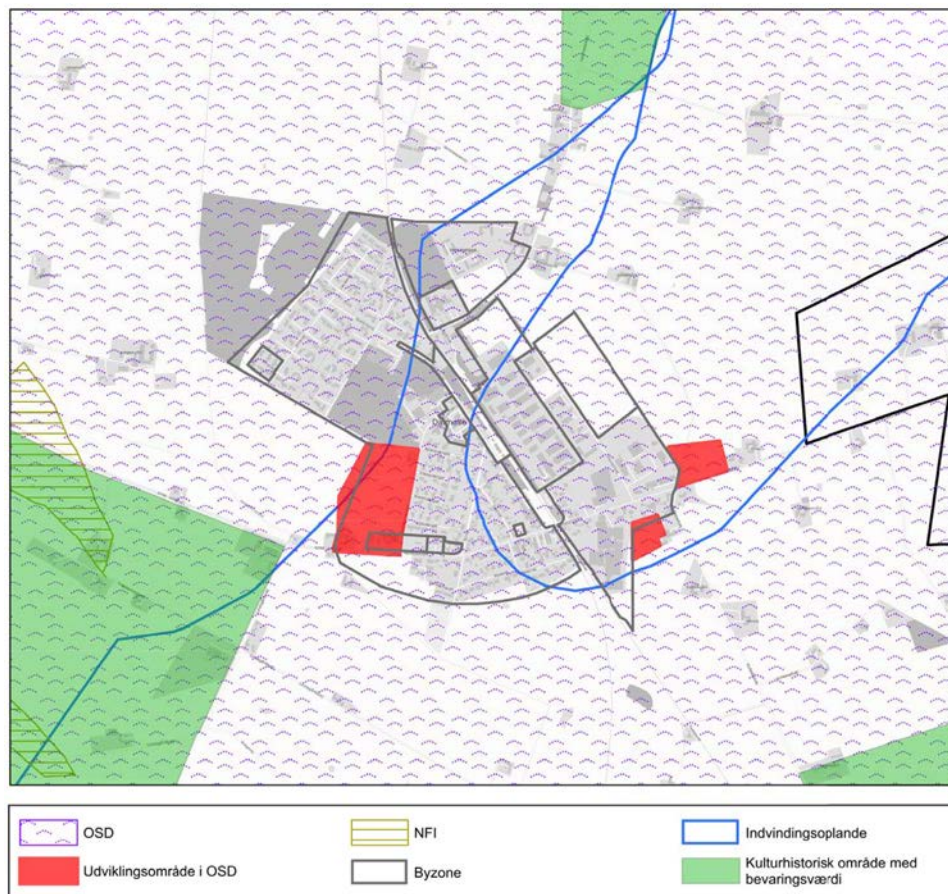 OSD
NFI
Indvindingsoplande
Udviklingsområde i OSD
Byzone
Kulturhistorisk område med
bevaringsværdi